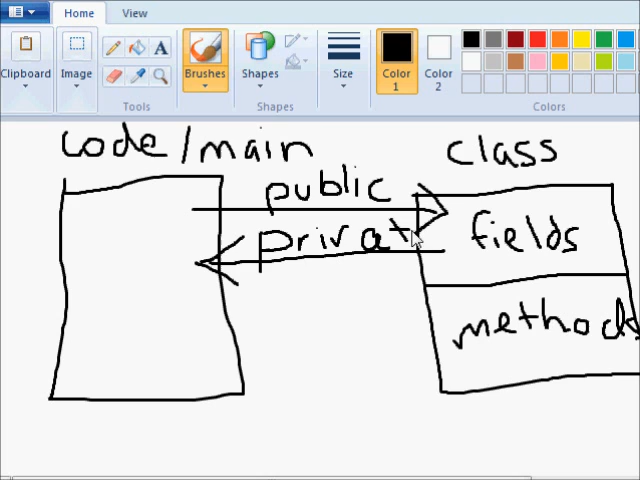 Home View
Clipboard Image Tools Brushes Shapes Shapes Size Color 1 Color 2 Colors
A
code/main class
public
privat fields
methods